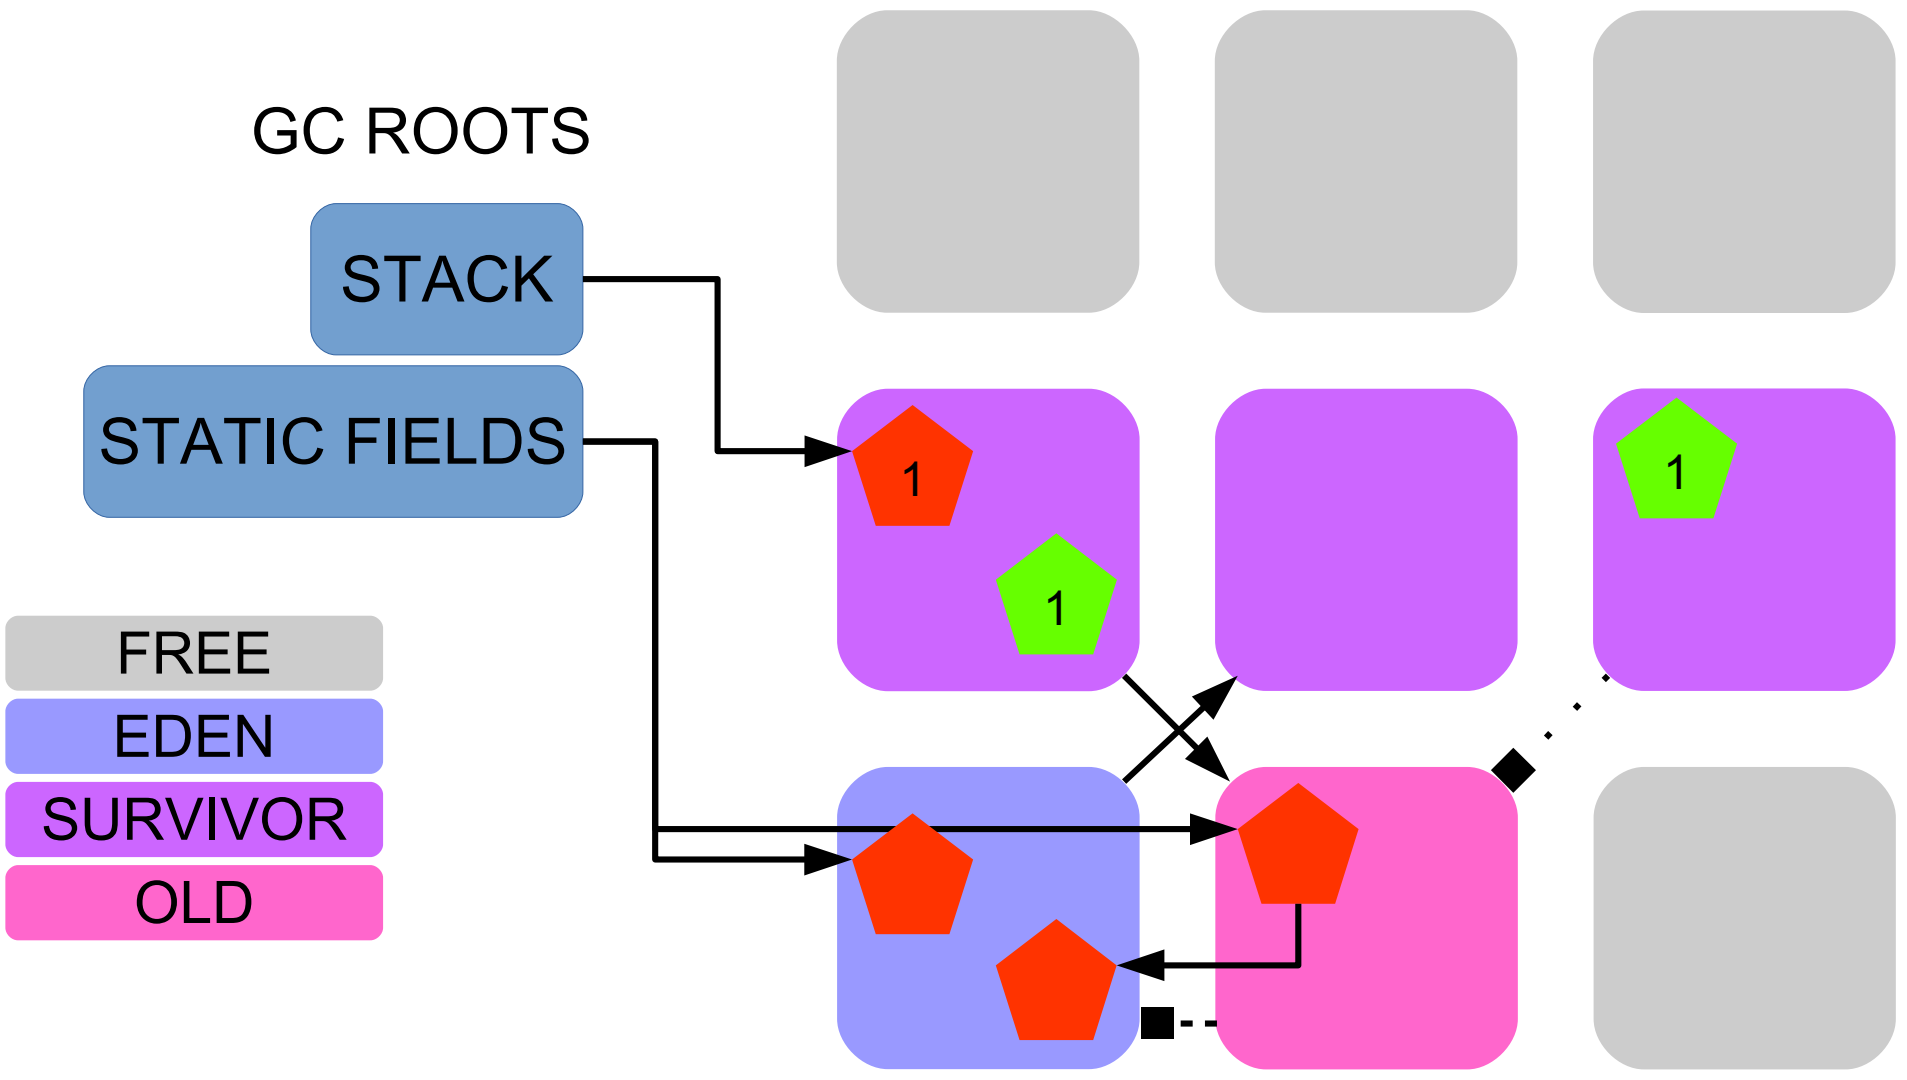 GC ROOTS
STACK
STATIC FIELDS
FREE
EDEN
SURVIVOR
OLD
1
1
1